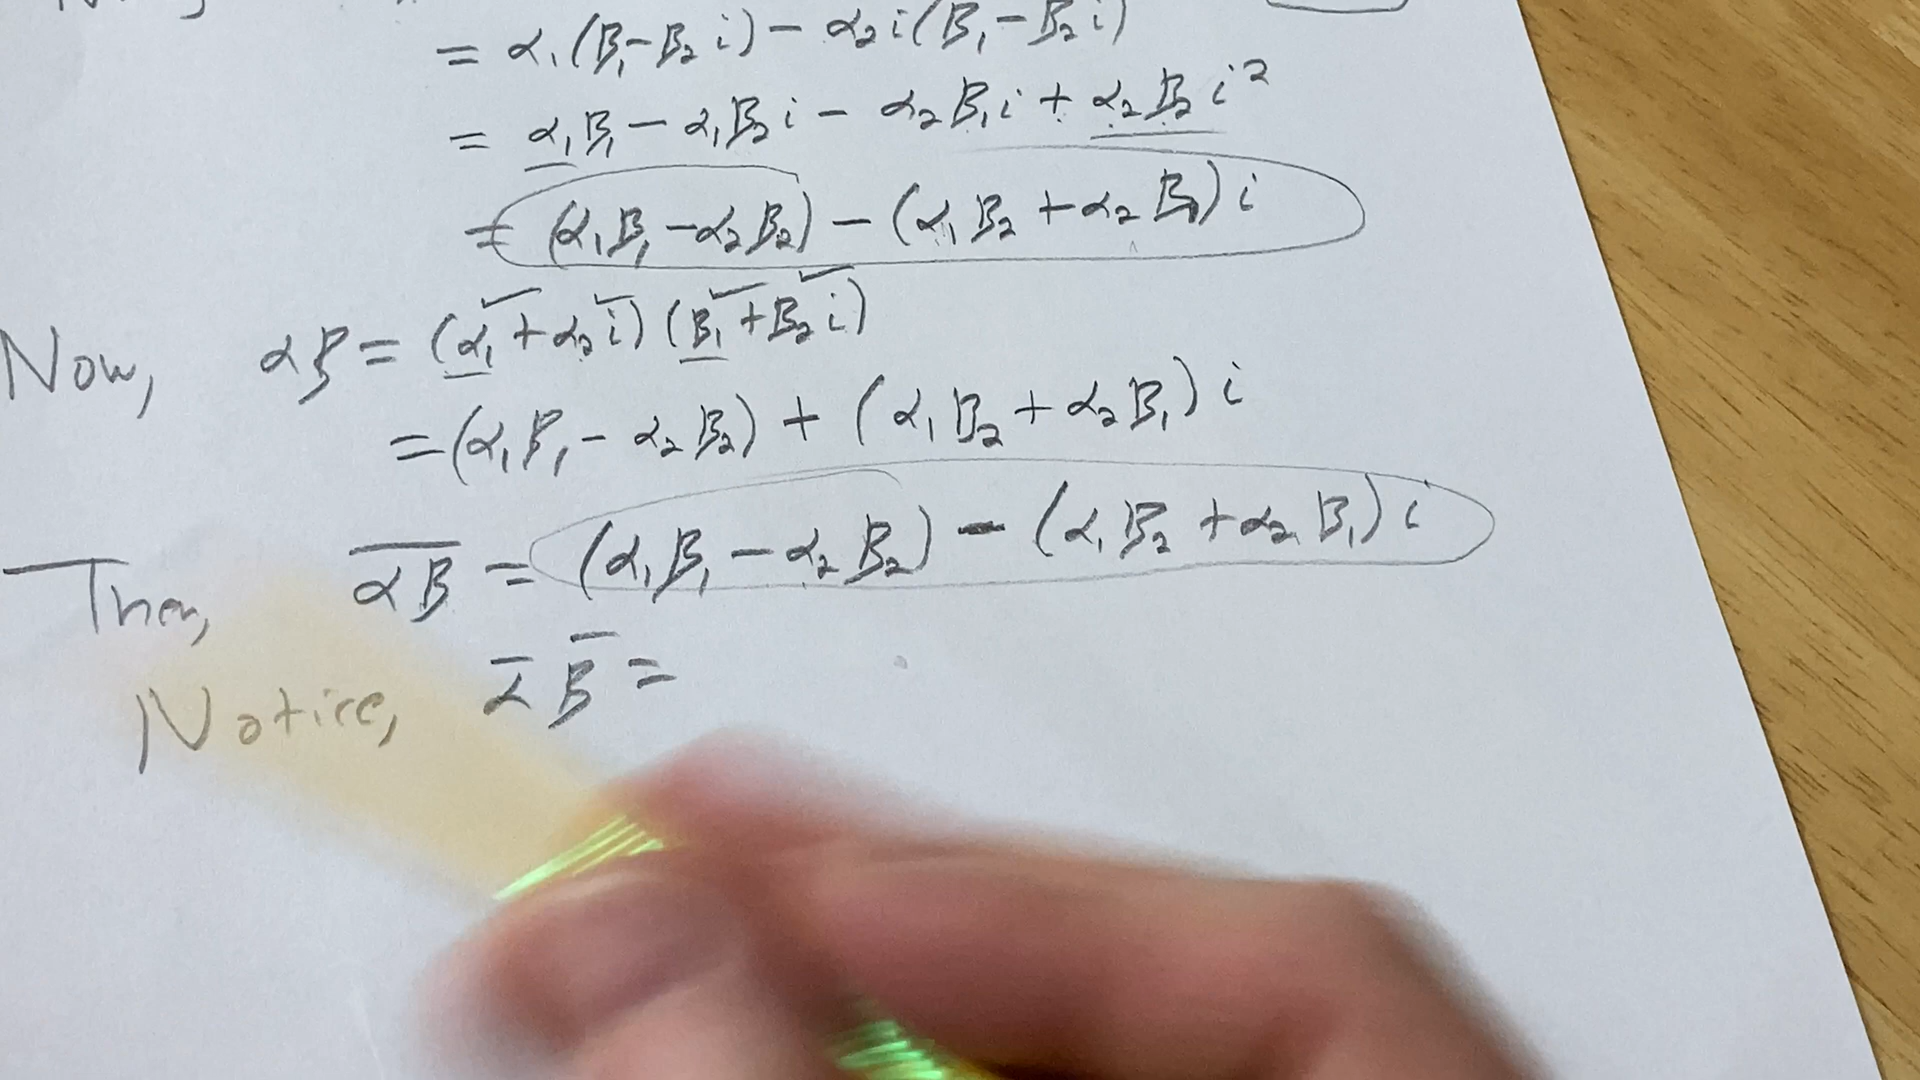 = α₁(β₁-β₂i) - α₂i(β₁-β₂i)
= α₁β₁ - α₁β₂i - α₂β₁i + α₂β₂i²
= (α₁β₁ - α₂β₂) - (α₁β₂ + α₂β₁)i
Now, αβ = (α₁ + α₂i)(β₁ + β₂i)
= (α₁β₁ - α₂β₂) + (α₁β₂ + α₂β₁)i
Then, \overline{αβ} = (α₁β₁ - α₂β₂) - (α₁β₂ + α₂β₁)i
Notice, \overline{α} \overline{β} =